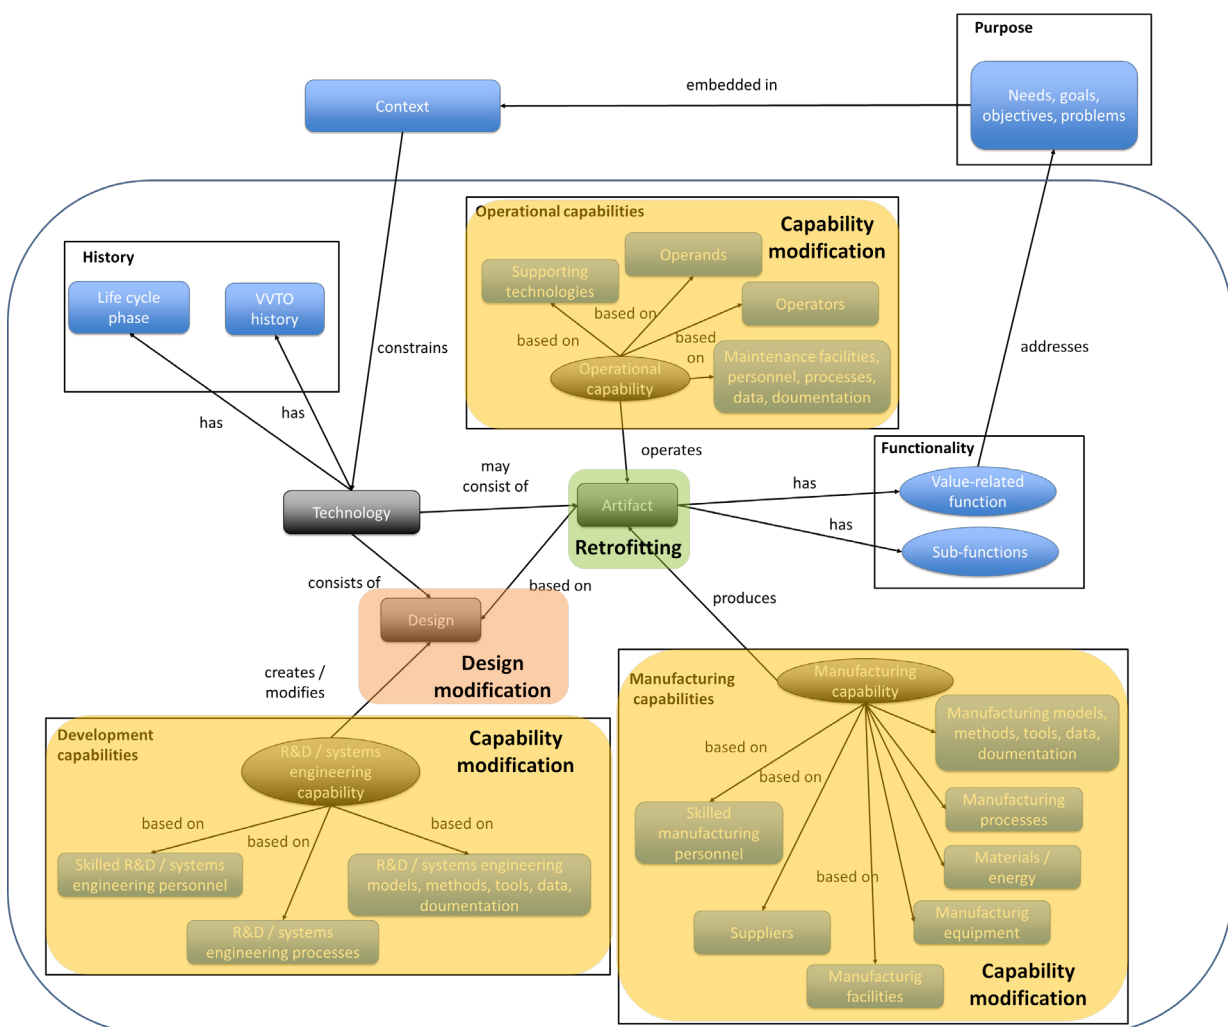 Purpose
Needs, goals,
objectives, problems
embedded in
Context
Operational capabilities
Capability
modification
Operands
Supporting
technologies
Operators
based on
based on
based
on
Maintenance facilities,
personnel, processes,
data, doumentation
Operational
capability
History
Life cycle
phase
VVTO
history
constrains
addresses
has
has
operates
Functionality
Value-related
function
Sub-functions
may
consist of
has
has
Technology
Artifact
Retrofitting
consists of
based on
produces
Design
Design
modification
creates /
modifies
Manufacturing
capabilities
Manufacturing
capability
Manufacturing models,
methods, tools, data,
doumentation
based on
based on
Manufacturing
processes
Skilled
manufacturing
personnel
Materials /
energy
based on
Suppliers
Manufacturig
equipment
Manufacturig
facilities
Capability
modification
Development
capabilities
Capability
modification
R&D / systems
engineering
capability
based on
based on
based on
Skilled R&D / systems
engineering personnel
R&D / systems engineering
models, methods, tools, data,
doumentation
R&D / systems
engineering processes